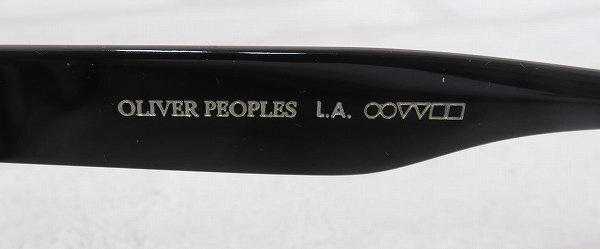 OLIVER PEOPLES L.A. ○○▽▽□□